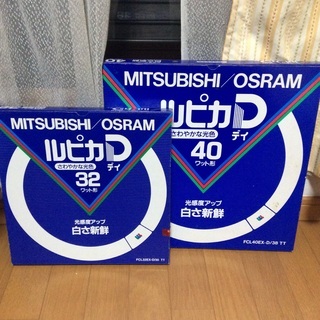 MITSUBISHI/OSRAM
ルピカD
ディ
さわやかな光色
32
ワット形
光感度アップ
白さ新鮮
40
MITSUBISHI/OSRAM
ルピカD
ディ
さわやかな光色
40
ワット形
光感度アップ
白さ新鮮
FCL40EX-D/38 TT